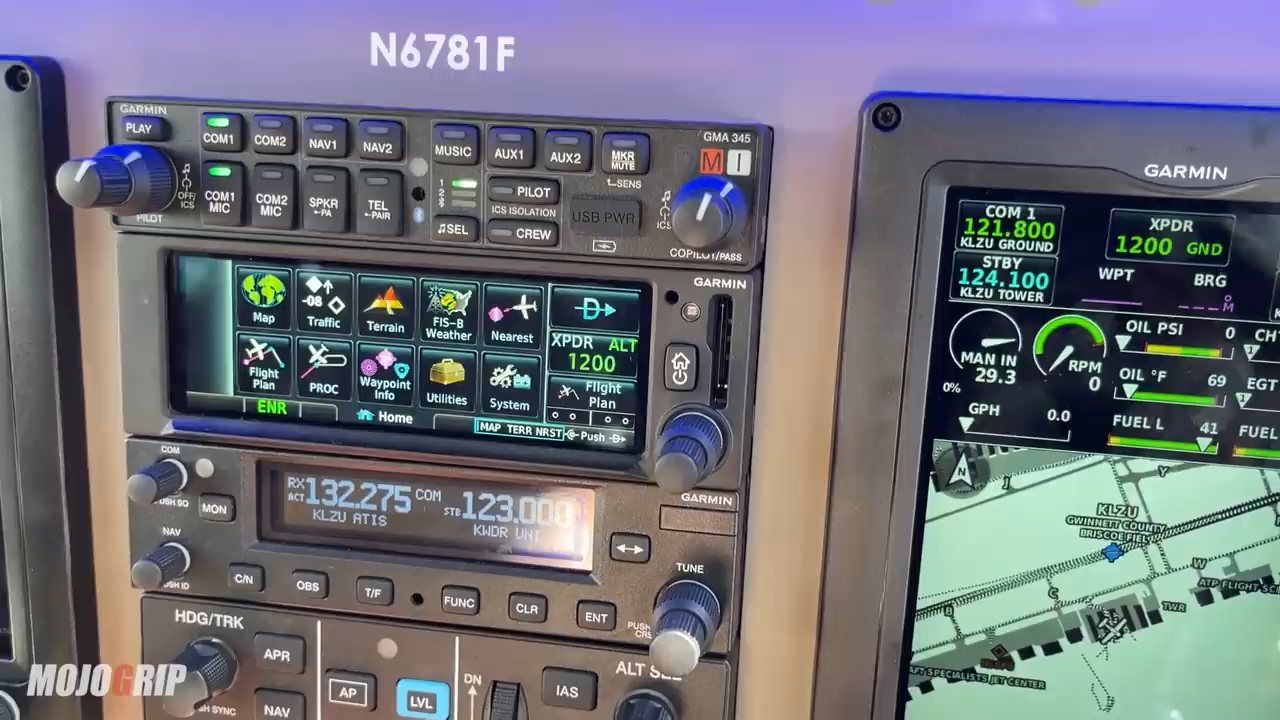 N6781F
GARMIN
GMA 345
PLAY
COM1
COM2
NAV1
NAV2
MUSIC
AUX1
AUX2
MKR
MUTE
SENS
M
COM1
MIC
COM2
MIC
SPKR
PA
TEL
PAIR
1
2
3
PILOT
ICS ISOLATION
SEL
CREW
USB PWR
OFF/
ICS
PILOT
ICS
COPILOT/PASS
GARMIN
Map
-08
Traffic
Terrain
FIS-B
Weather
Nearest
D
XPDR ALT
1200
Flight
Plan
PROC
Waypoint
Info
Utilities
System
Flight
Plan
ENR
Home
MAP TERR NRST
Push
COM
PUSH SQ
MON
NAV
PUSH ID
RX
ACT
132.275
COM
STB
123.000
KLZU ATIS
KWDR UNI
GARMIN
TUNE
C/N
OBS
T/F
FUNC
CLR
ENT
PUSH
CRS
HDG/TRK
APR
NAV
PUSH SYNC
AP
LVL
DN
IAS
ALT SEL
GARMIN
COM 1
121.800
KLZU GROUND
STBY
124.100
KLZU TOWER
XPDR
1200 GND
WPT
BRG
M
MAN IN
29.3
0%
RPM
0
OIL PSI 0
OIL °F 69
EGT
GPH 0.0
FUEL L 41
FUEL
N
Y
KLZU
GWINNETT COUNTY
BRISCOE FIEL
W
B
C
TWR
ATP FLIGHT SC
AFT SPECIALISTS JET CENTER
MOJOGRIP